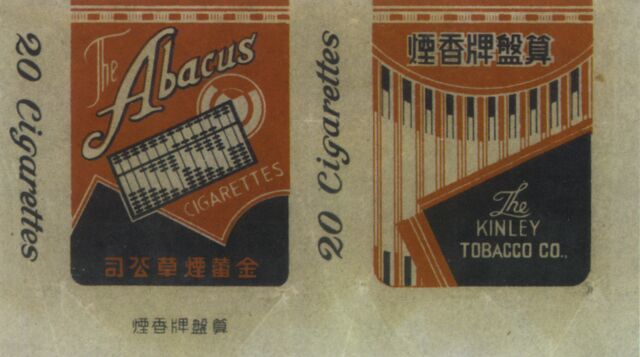 20 Cigarettes
The Abacus
CIGARETTES
金蕾煙草公司
算盤牌香煙
20 Cigarettes
算盤牌香煙
The
KINLEY
TOBACCO CO.,